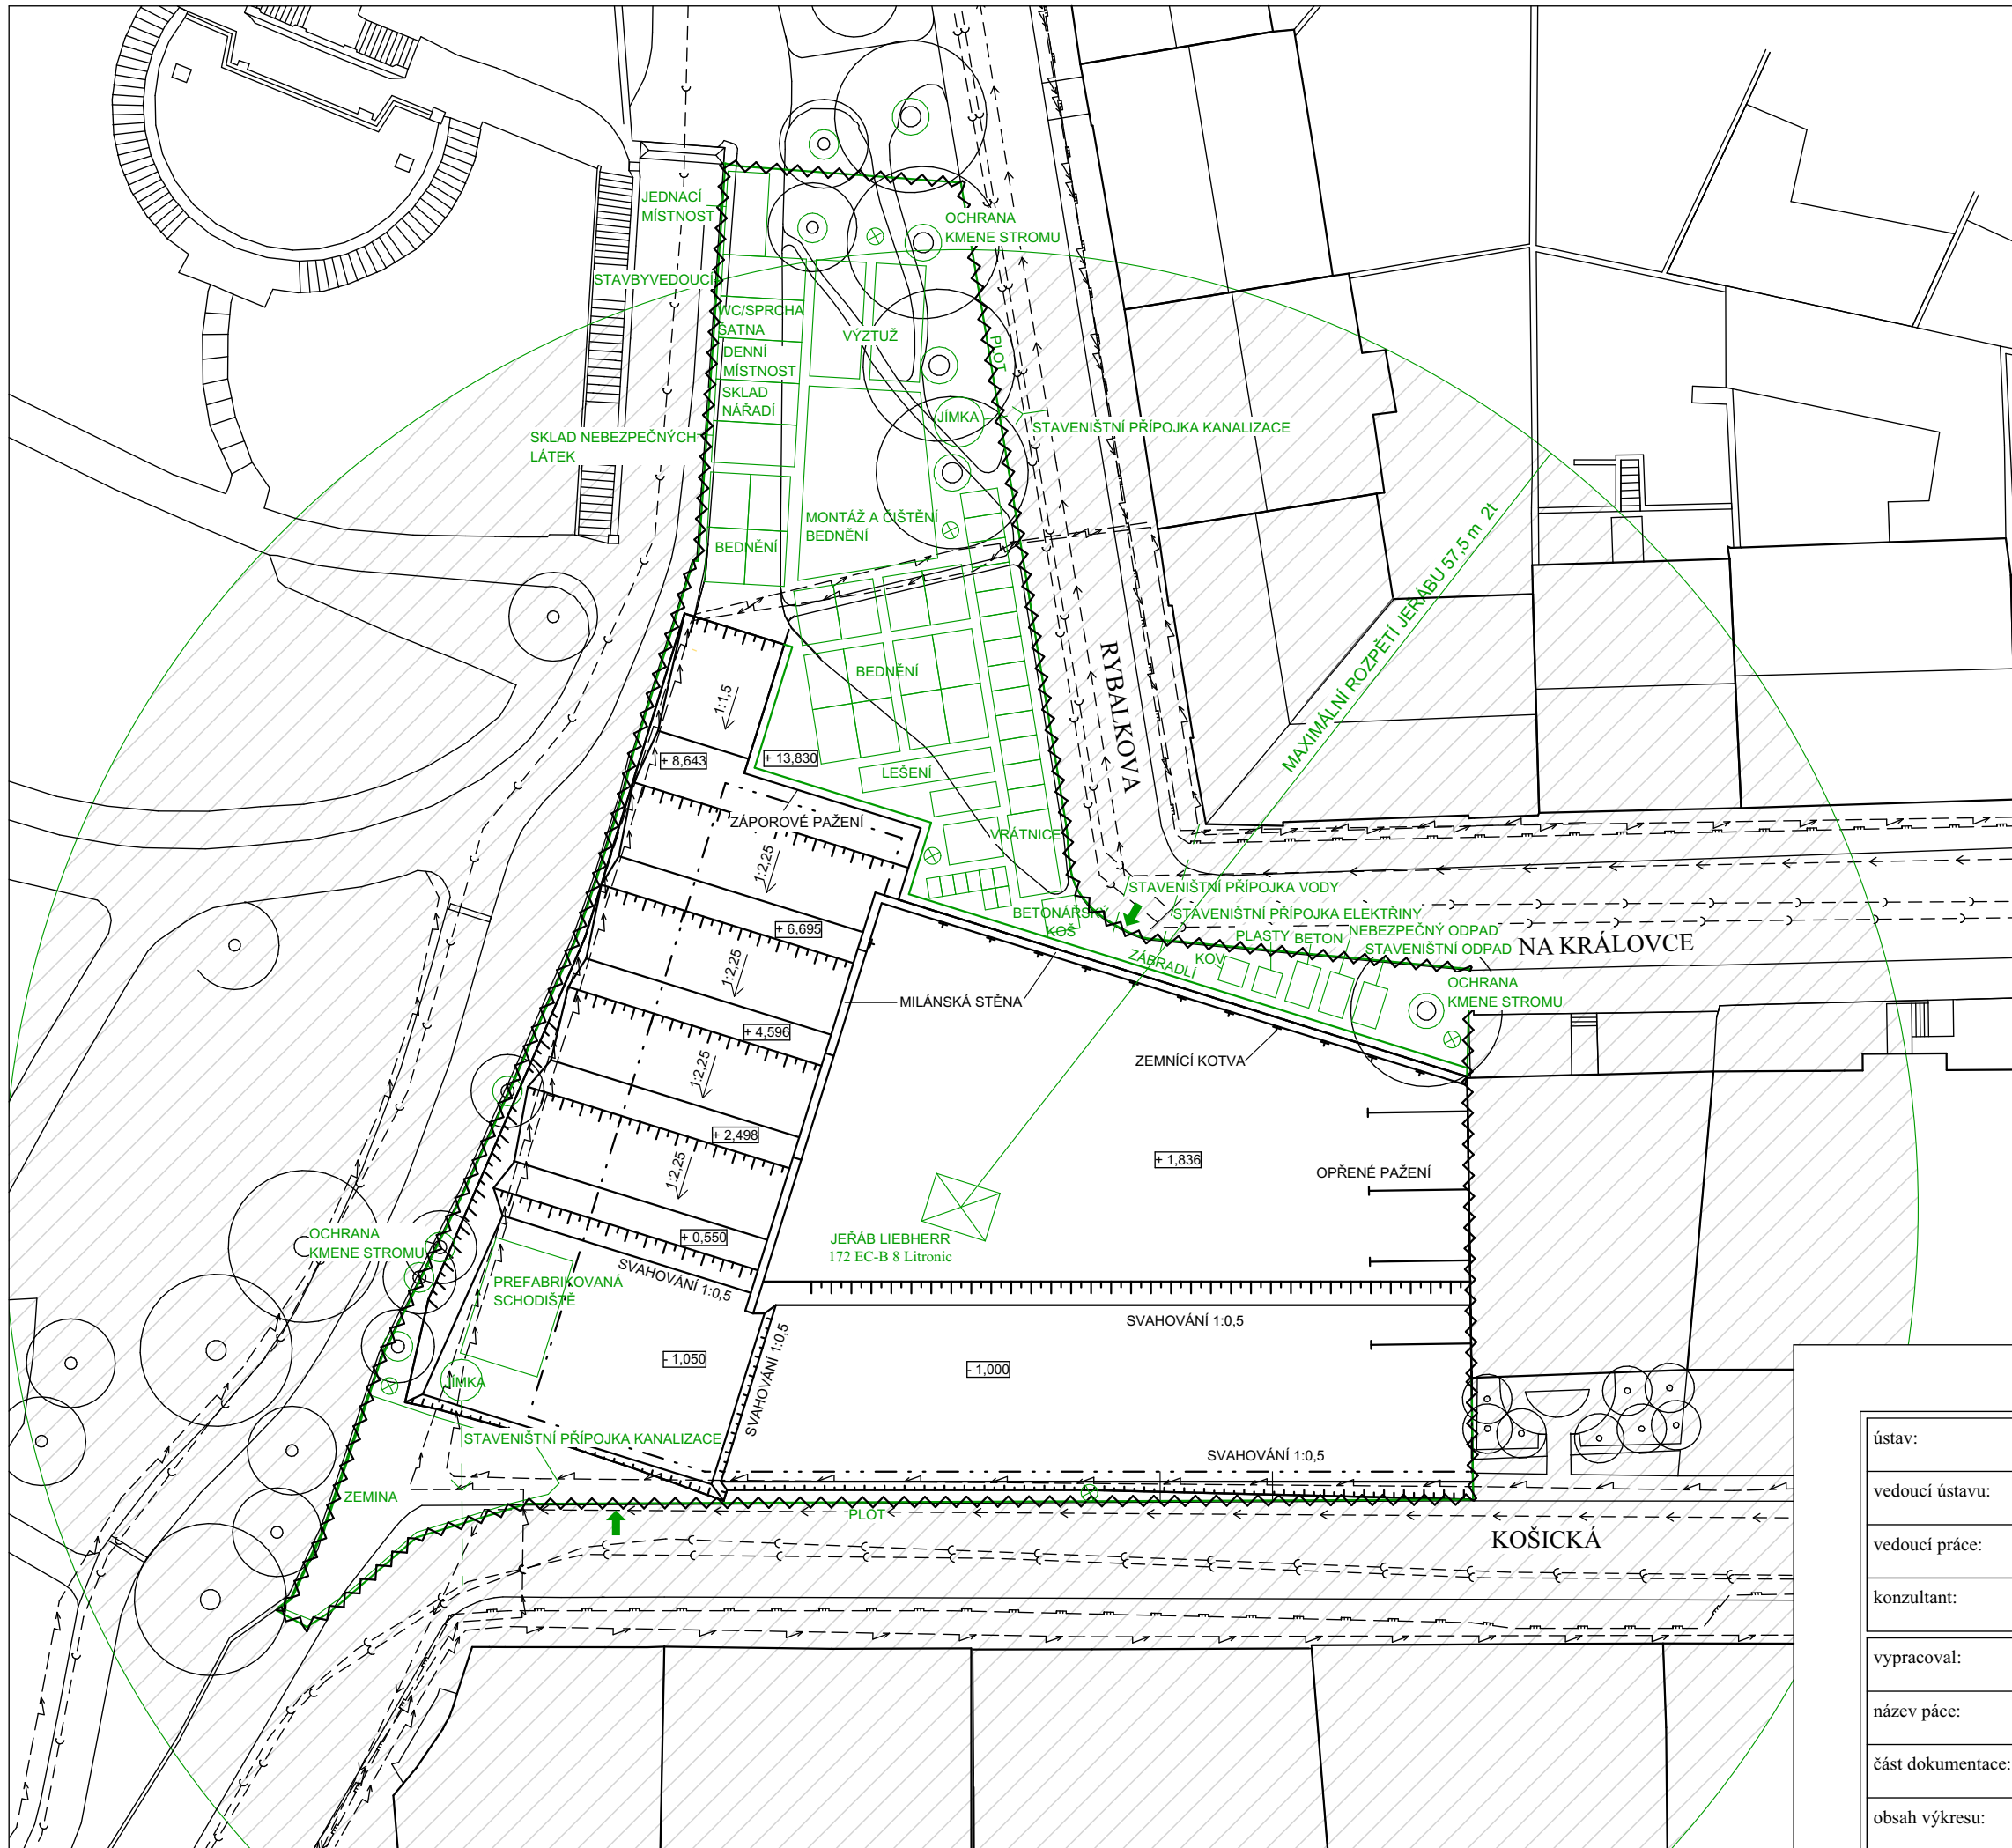 JEDNACÍ
MÍSTNOST
OCHRANA
KMENE STROMU
STAVBYVEDOUCÍ
WC/SPRCHA
ŠATNA
VÝZTUŽ
PLOT
DENNÍ
MÍSTNOST
SKLAD
NÁŘADÍ
JÍMKA
STAVENIŠTNÍ PŘÍPOJKA KANALIZACE
SKLAD NEBEZPEČNÝCH
LÁTEK
MONTÁŽ A ČIŠTĚNÍ
BEDNĚNÍ
BEDNĚNÍ
MAXIMÁLNÍ ROZPĚTÍ JEŘÁBU 57,5 m 2t
RYBALKOVA
BEDNĚNÍ
1:1,5
+ 8,643
+ 13,830
LEŠENÍ
ZÁPOROVÉ PAŽENÍ
VRÁTNICE
1:2,25
STAVENIŠTNÍ PŘÍPOJKA VODY
BETONÁŘSKÝ
KOŠ
STAVENIŠTNÍ PŘÍPOJKA ELEKTŘINY
+ 6,695
PLASTY
BETON
NEBEZPEČNÝ ODPAD
STAVENIŠTNÍ ODPAD
NA KRÁLOVCE
ZÁBRADLÍ
KOV
1:2,25
OCHRANA
KMENE STROMU
MILÁNSKÁ STĚNA
+ 4,596
ZEMNÍCÍ KOTVA
1:2,25
+ 2,498
+ 1,836
OPŘENÉ PAŽENÍ
1:2,25
OCHRANA
KMENE STROMU
+ 0,550
JEŘÁB LIEBHERR
172 EC-B 8 Litronic
SVAHOVÁNÍ 1:0,5
PREFABRIKOVANÁ
SCHODIŠTĚ
SVAHOVÁNÍ 1:0,5
- 1,050
- 1,000
SVAHOVÁNÍ 1:0,5
JÍMKA
STAVENIŠTNÍ PŘÍPOJKA KANALIZACE
SVAHOVÁNÍ 1:0,5
ZEMINA
PLOT
KOŠICKÁ
ústav:
vedoucí ústavu:
vedoucí práce:
konzultant:
vypracoval:
název páce:
část dokumentace:
obsah výkresu: